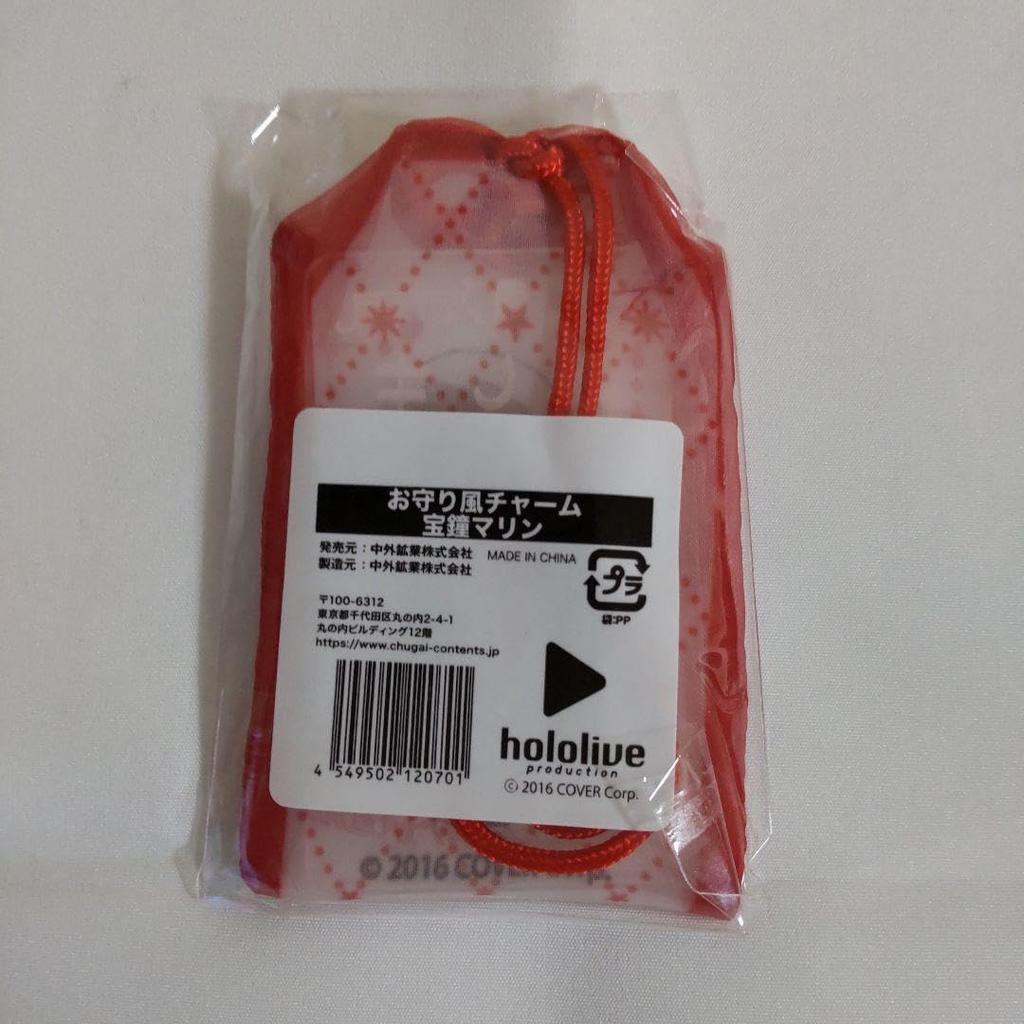 お守り風チャーム
宝鐘マリン
発売元：中外鉱業株式会社
製造元：中外鉱業株式会社
MADE IN CHINA
プラ
袋:PP
〒100-6312
東京都千代田区丸の内2-4-1
丸の内ビルディング12階
https://www.chugai-contents.jp
4 549502 120701
hololive
production
© 2016 COVER Corp.
© 2016 COVER Corp.